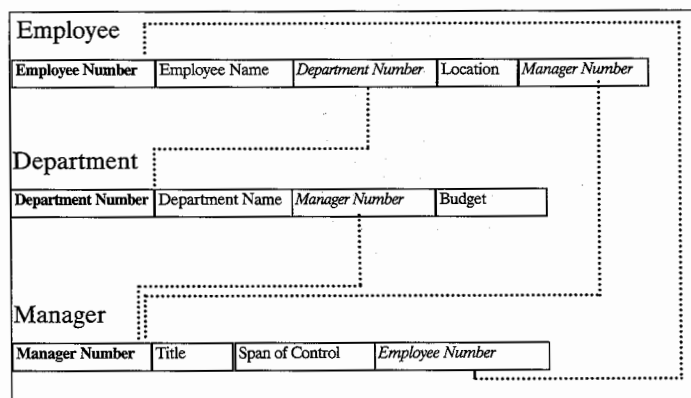 Employee
Employee Number Employee Name Department Number Location Manager Number
Department
Department Number Department Name Manager Number Budget
Manager
Manager Number Title Span of Control Employee Number